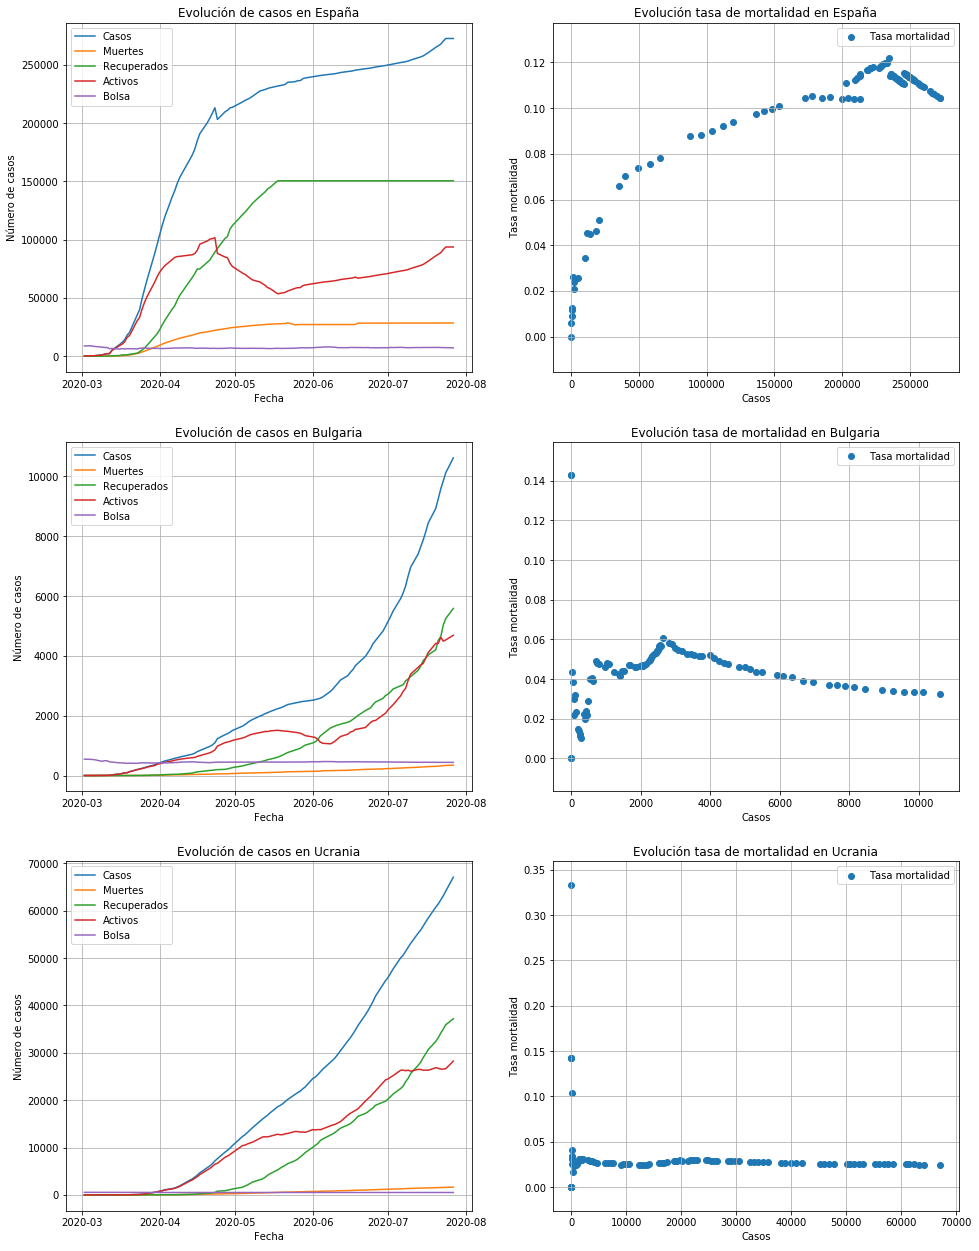 Evolución de casos en España
Casos
Muertes
Recuperados
Activos
Bolsa
250000
200000
150000
100000
50000
0
Número de casos
2020-03 2020-04 2020-05 2020-06 2020-07 2020-08
Fecha
Evolución tasa de mortalidad en España
Tasa mortalidad
0.12
0.10
0.08
0.06
0.04
0.02
0.00
Tasa mortalidad
0 50000 100000 150000 200000 250000
Casos
Evolución de casos en Bulgaria
Casos
Muertes
Recuperados
Activos
Bolsa
10000
8000
6000
4000
2000
0
Número de casos
2020-03 2020-04 2020-05 2020-06 2020-07 2020-08
Fecha
Evolución tasa de mortalidad en Bulgaria
Tasa mortalidad
0.14
0.12
0.10
0.08
0.06
0.04
0.02
0.00
Tasa mortalidad
0 2000 4000 6000 8000 10000
Casos
Evolución de casos en Ucrania
Casos
Muertes
Recuperados
Activos
Bolsa
70000
60000
50000
40000
30000
20000
10000
0
Número de casos
2020-03 2020-04 2020-05 2020-06 2020-07 2020-08
Fecha
Evolución tasa de mortalidad en Ucrania
Tasa mortalidad
0.35
0.30
0.25
0.20
0.15
0.10
0.05
0.00
Tasa mortalidad
0 10000 20000 30000 40000 50000 60000 70000
Casos